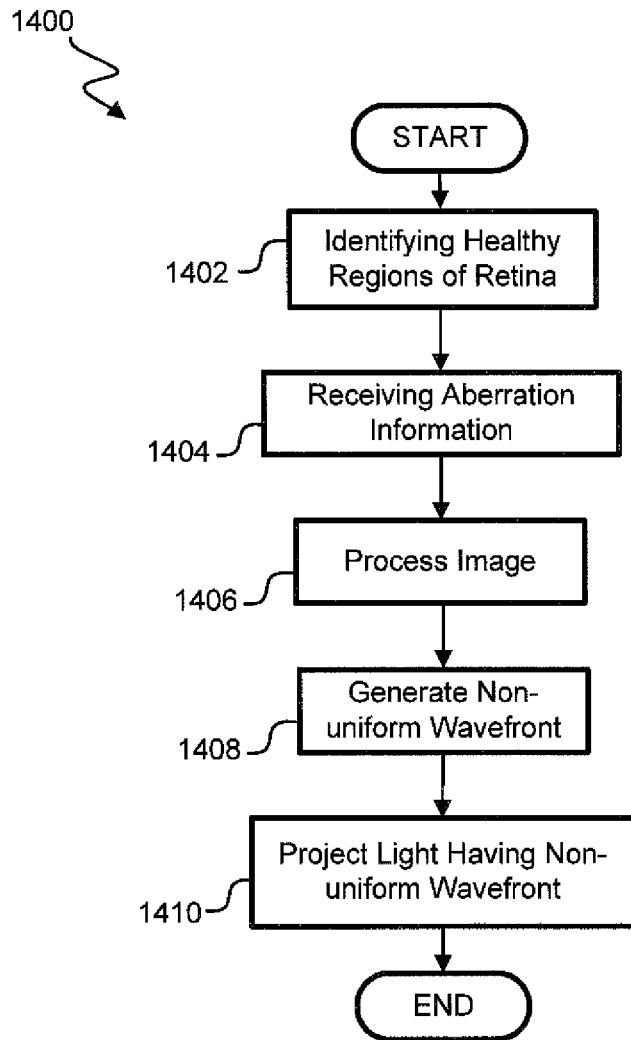 1400
START
Identifying Healthy
Regions of Retina
1402
Receiving Aberration
Information
1404
Process Image
1406
Generate Non-
uniform Wavefront
1408
Project Light Having Non-
uniform Wavefront
1410
END